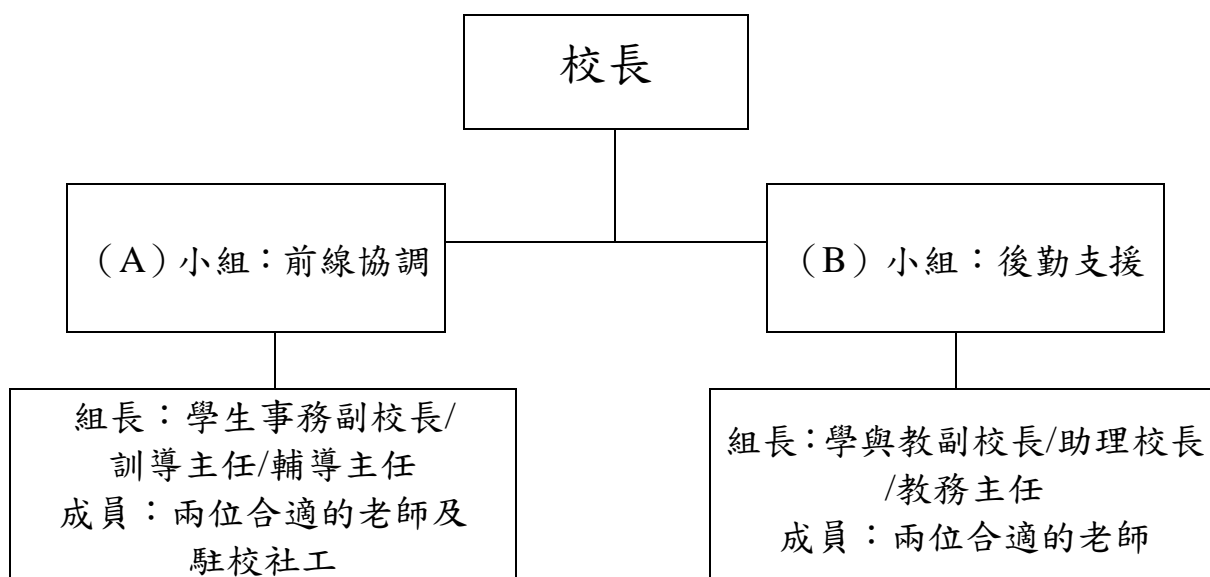 校長
（A）小組：前線協調
（B）小組：後勤支援
組長：學生事務副校長/
訓導主任/輔導主任
成員：兩位合適的老師及
駐校社工
組長：學與教副校長/助理校長
/教務主任
成員：兩位合適的老師